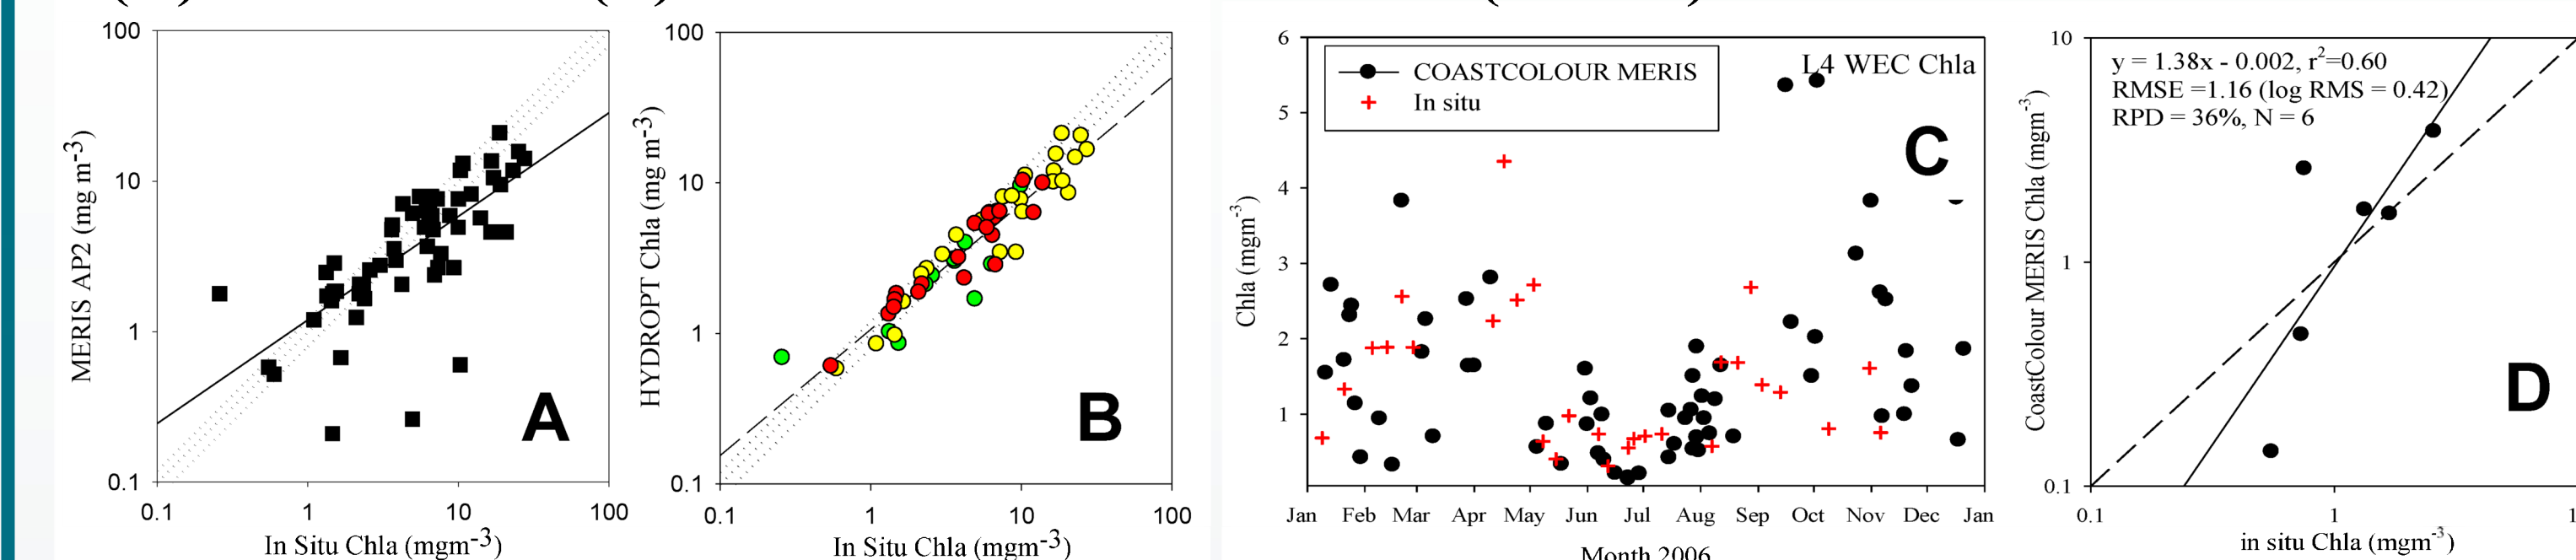 100
10
1
0.1
0.1
1
10
100
MERIS AP2 (mg m-3)
In Situ Chla (mgm-3)
A
100
10
1
0.1
0.1
1
10
100
HYDROPT Chla (mg m-3)
In Situ Chla (mgm-3)
B
6
5
4
3
2
1
Chla (mgm-3)
COASTCOLOUR MERIS
In situ
L4 WEC Chla
C
Jan Feb Mar Apr May Jun Jul Aug Sep Oct Nov Dec Jan
Month 2006
10
1
0.1
0.1
1
CoastColour MERIS Chla (mgm-3)
y = 1.38x - 0.002, r2=0.60
RMSE =1.16 (log RMS = 0.42)
RPD = 36%, N = 6
D
in situ Chla (mgm-3)